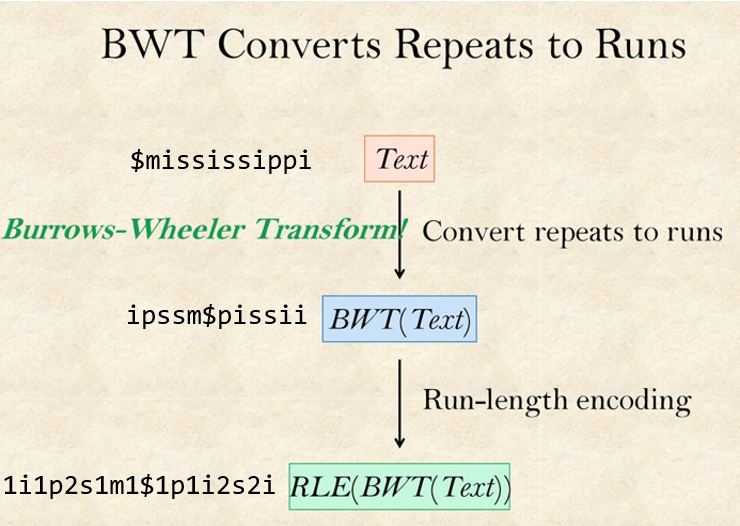 BWT Converts Repeats to Runs
$mississippi
Text
Burrows-Wheeler Transform!
Convert repeats to runs
ipssm$pissii
BWT(Text)
Run-length encoding
1i1p2s1m1$1p1i2s2i
RLE(BWT(Text))